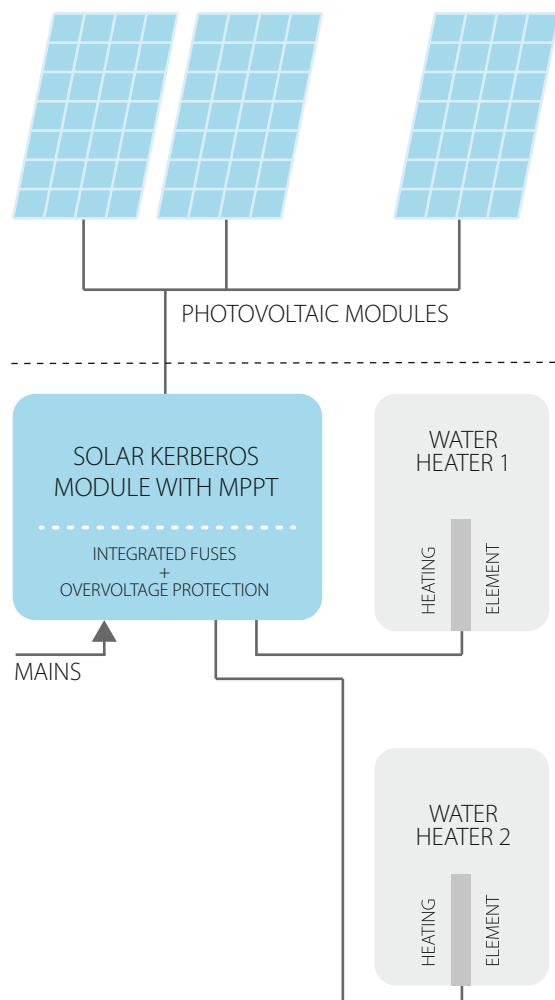 PHOTOVOLTAIC MODULES
SOLAR KERBEROS
MODULE WITH MPPT
INTEGRATED FUSES
+
OVERVOLTAGE PROTECTION
MAINS
WATER
HEATER 1
HEATING
ELEMENT
WATER
HEATER 2
HEATING
ELEMENT